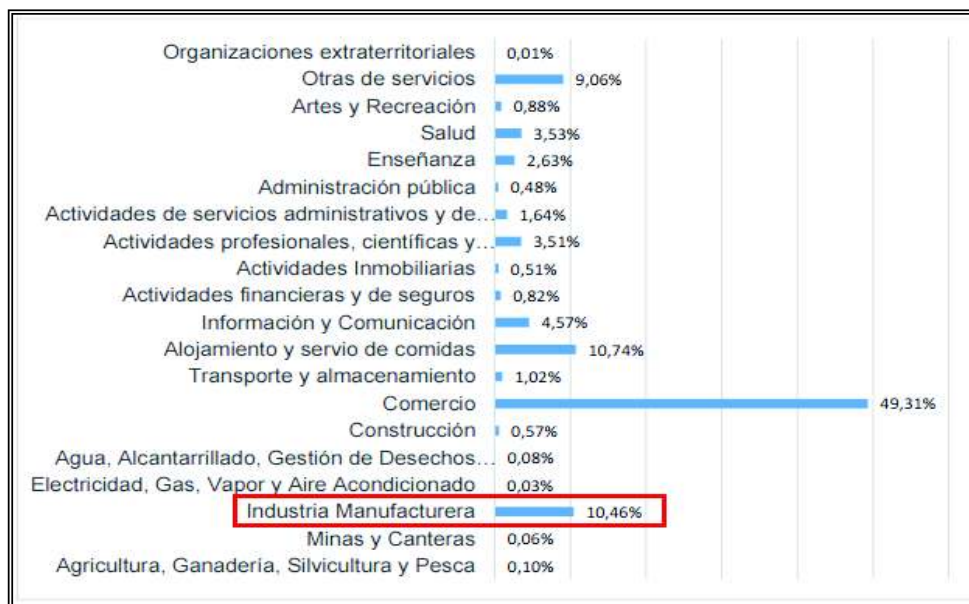 Organizaciones extraterritoriales 0,01%
Otras de servicios 9,06%
Artes y Recreación 0,88%
Salud 3,53%
Enseñanza 2,63%
Administración pública 0,48%
Actividades de servicios administrativos y de... 1,64%
Actividades profesionales, científicas y... 3,51%
Actividades Inmobiliarias 0,51%
Actividades financieras y de seguros 0,82%
Información y Comunicación 4,57%
Alojamiento y servio de comidas 10,74%
Transporte y almacenamiento 1,02%
Comercio 49,31%
Construcción 0,57%
Agua, Alcantarrillado, Gestión de Desechos... 0,08%
Electricidad, Gas, Vapor y Aire Acondicionado 0,03%
Industria Manufacturera 10,46%
Minas y Canteras 0,06%
Agricultura, Ganadería, Silvicultura y Pesca 0,10%